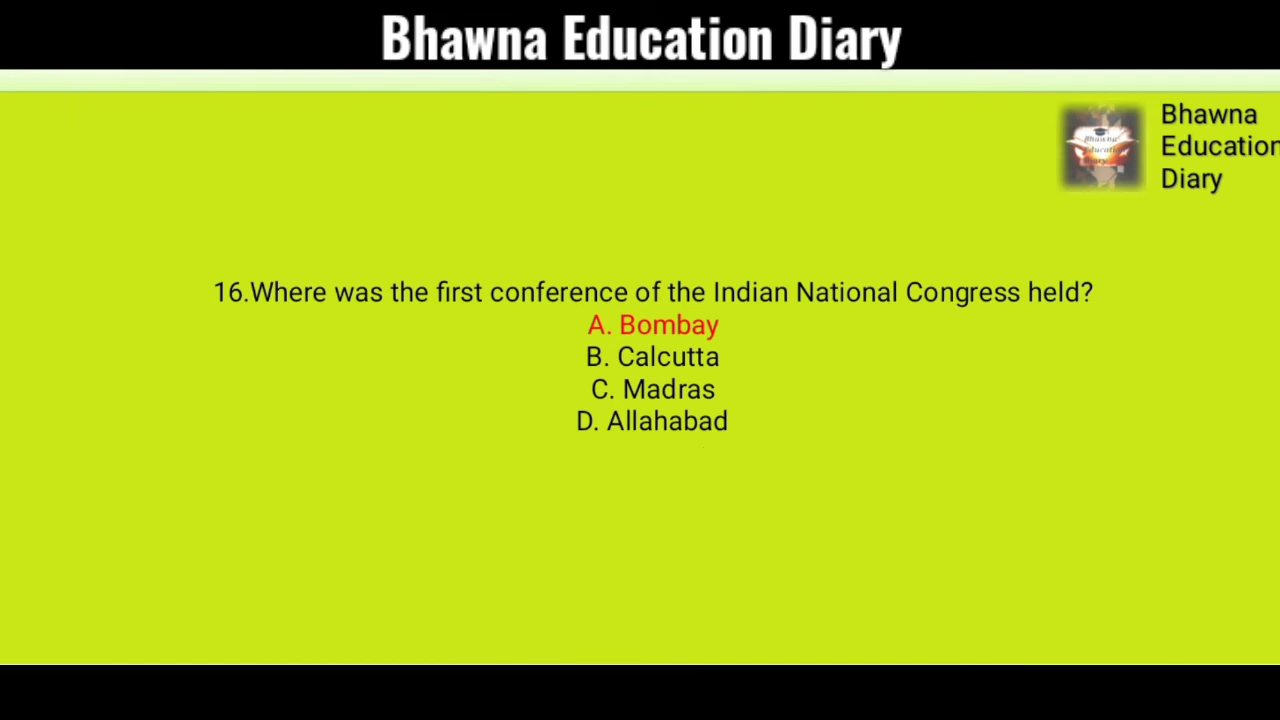 Bhawna Education Diary
Bhawna
Education
Diary
16.Where was the first conference of the Indian National Congress held?
A. Bombay
B. Calcutta
C. Madras
D. Allahabad